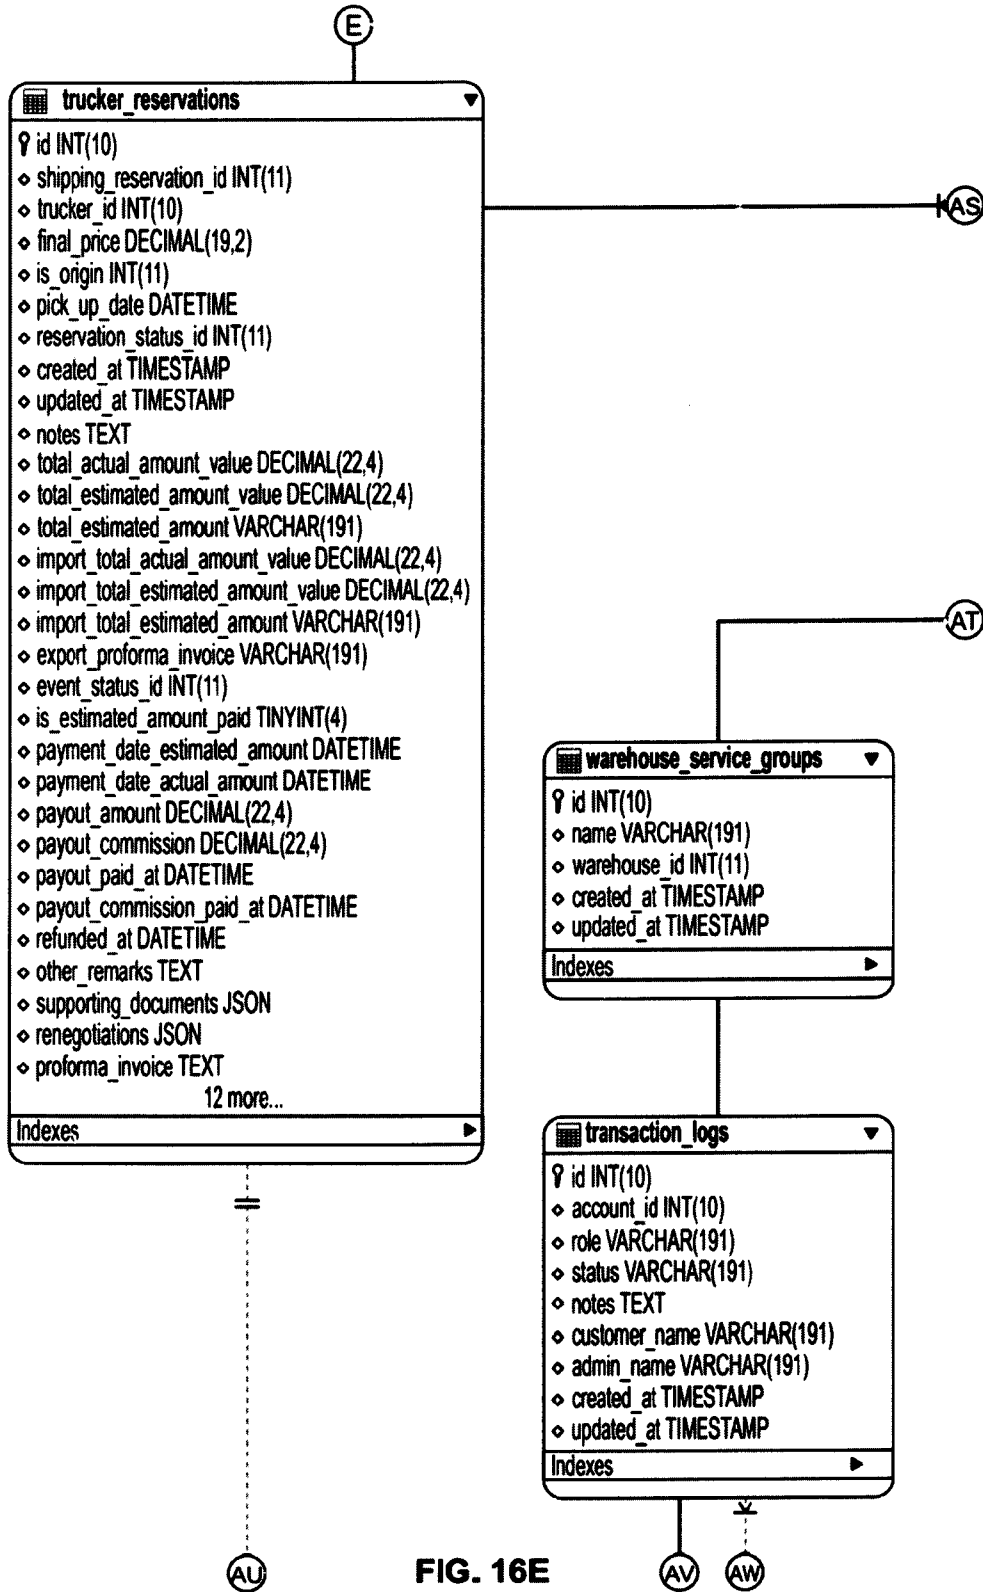 E
trucker_reservations
id INT(10)
shipping_reservation_id INT(11)
trucker_id INT(10)
final_price DECIMAL(19,2)
is_origin INT(11)
pick_up_date DATETIME
reservation_status_id INT(11)
created_at TIMESTAMP
updated_at TIMESTAMP
notes TEXT
total_actual_amount_value DECIMAL(22,4)
total_estimated_amount_value DECIMAL(22,4)
total_estimated_amount VARCHAR(191)
import_total_actual_amount_value DECIMAL(22,4)
import_total_estimated_amount_value DECIMAL(22,4)
import_total_estimated_amount VARCHAR(191)
export_proforma_invoice VARCHAR(191)
event_status_id INT(11)
is_estimated_amount_paid TINYINT(4)
payment_date_estimated_amount DATETIME
payment_date_actual_amount DATETIME
payout_amount DECIMAL(22,4)
payout_commission DECIMAL(22,4)
payout_paid_at DATETIME
payout_commission_paid_at DATETIME
refunded_at DATETIME
other_remarks TEXT
supporting_documents JSON
renegotiations JSON
proforma_invoice TEXT
12 more...
Indexes
AS
AT
warehouse_service_groups
id INT(10)
name VARCHAR(191)
warehouse_id INT(11)
created_at TIMESTAMP
updated_at TIMESTAMP
Indexes
transaction_logs
id INT(10)
account_id INT(10)
role VARCHAR(191)
status VARCHAR(191)
notes TEXT
customer_name VARCHAR(191)
admin_name VARCHAR(191)
created_at TIMESTAMP
updated_at TIMESTAMP
Indexes
AU
FIG. 16E
AV
AW